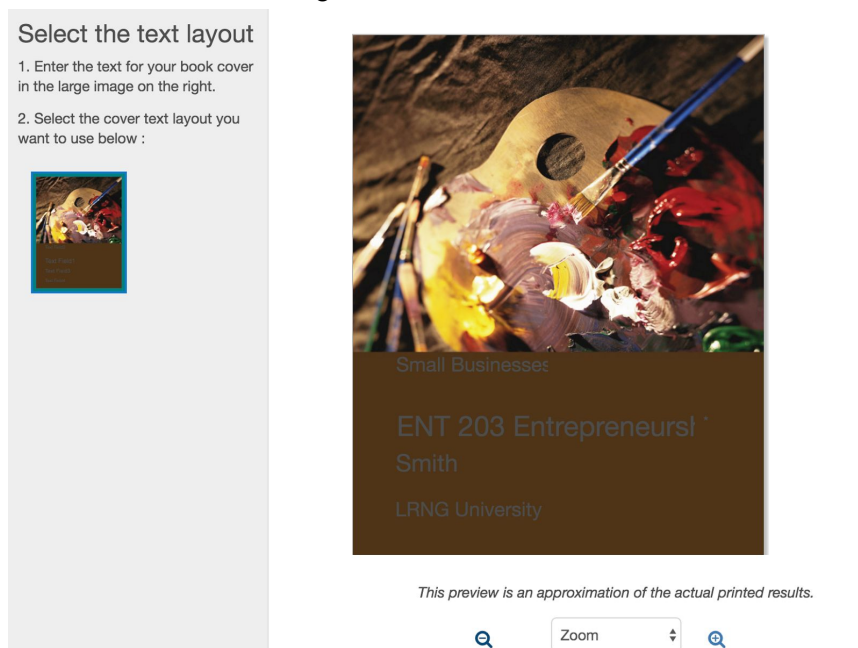 Select the text layout
1. Enter the text for your book cover
in the large image on the right.
2. Select the cover text layout you
want to use below :
Small Businesses
ENT 203 Entrepreneursh
Smith
LRNG University
This preview is an approximation of the actual printed results.
Zoom